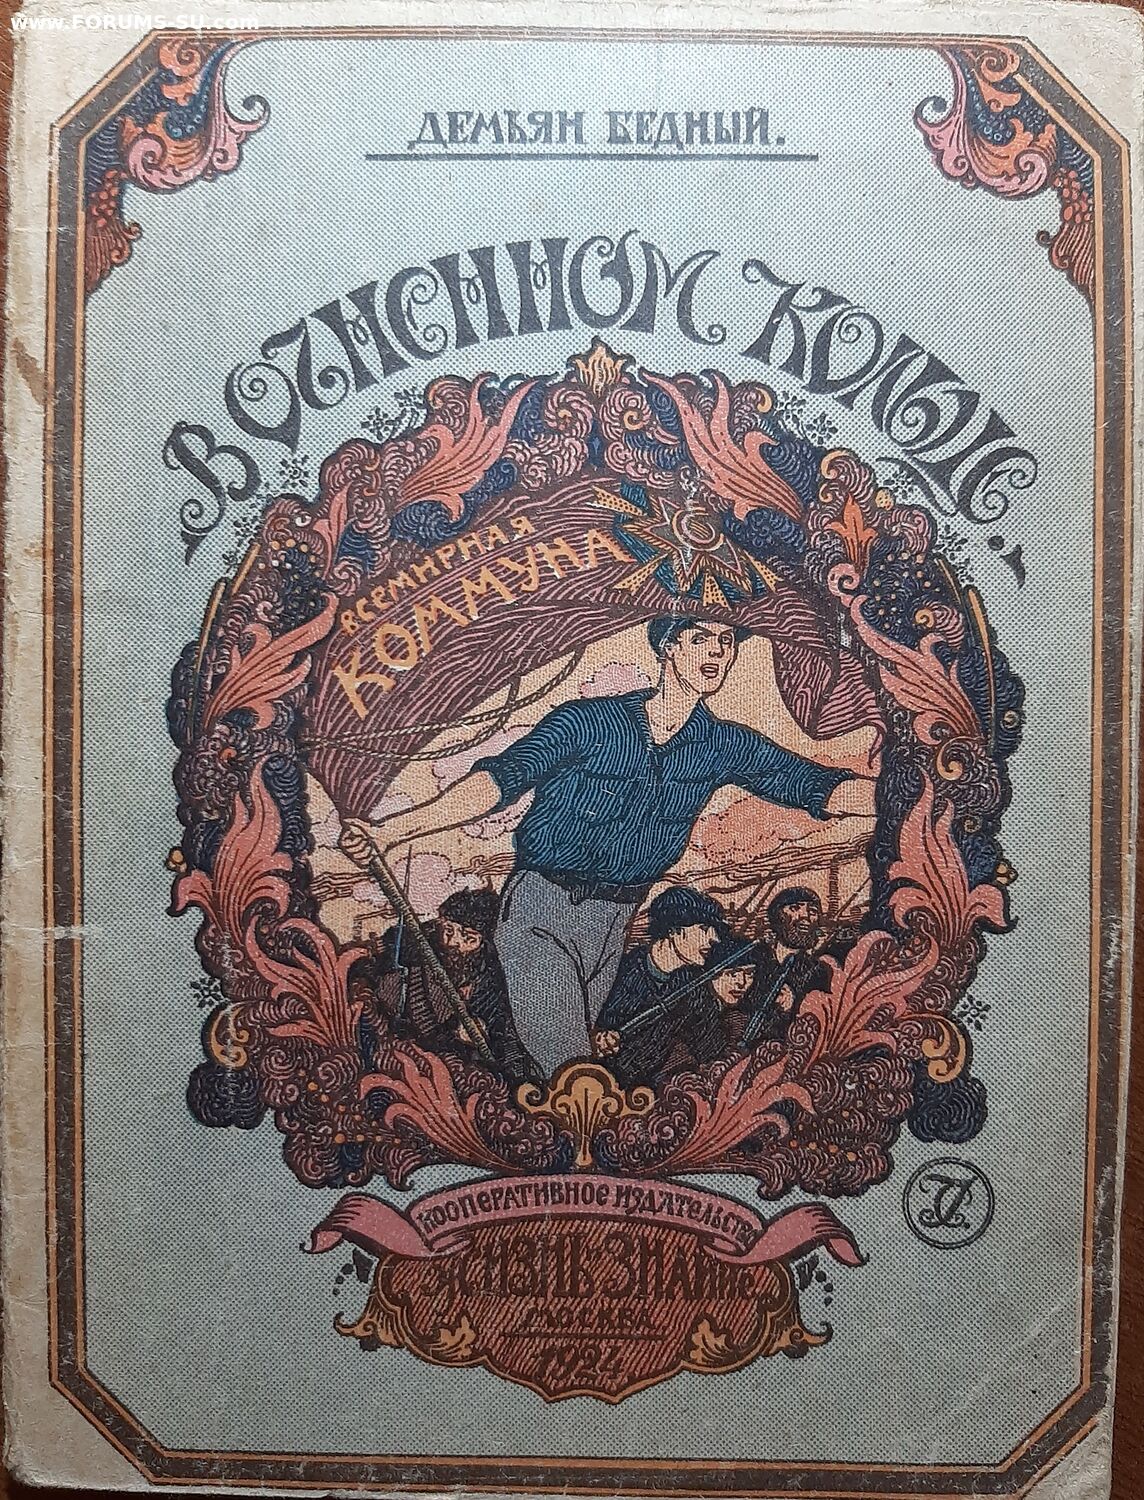 www.FORUMS-SU.com
ДЕМЬЯН БЕДНЫЙ.
В ОГНЕННОМ КОЛЬЦЕ.
ВСЕМИРНАЯ
КОММУНА
КООПЕРАТИВНОЕ ИЗДАТЕЛЬСТВО
ЖИЗНЬ и ЗНАНИЕ
МОСКВА
1924